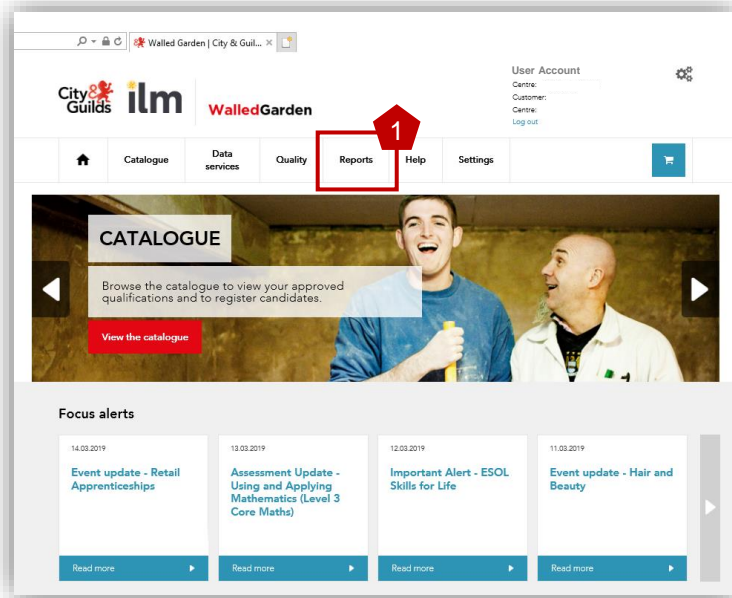 Walled Garden | City & Guil...
User Account
Centre:
Customer:
Centre:
Log out
City& Guilds
ilm
WalledGarden
1
Catalogue
Data services
Quality
Reports
Help
Settings
CATALOGUE
Browse the catalogue to view your approved
qualifications and to register candidates.
View the catalogue
Focus alerts
14.03.2019
Event update - Retail
Apprenticeships
Read more
13.03.2019
Assessment Update -
Using and Applying
Mathematics (Level 3
Core Maths)
Read more
12.03.2019
Important Alert - ESOL
Skills for Life
Read more
11.03.2019
Event update - Hair and
Beauty
Read more